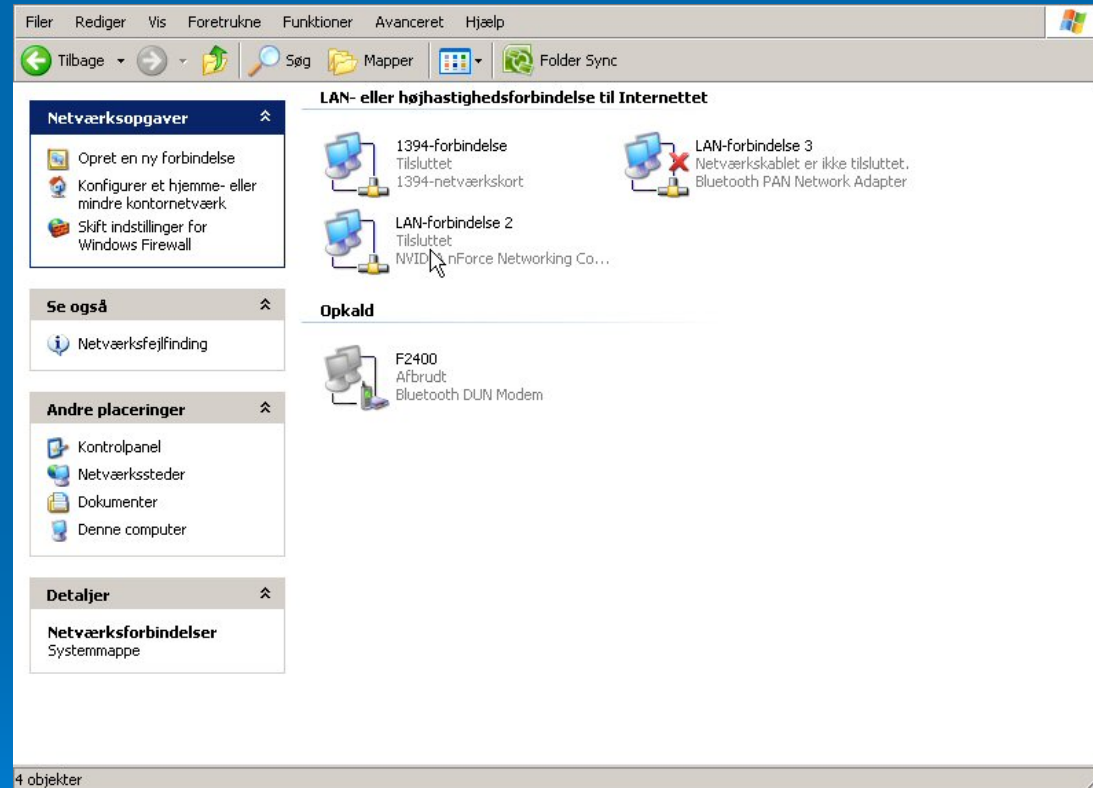 Filer Rediger Vis Foretrukne Funktioner Avanceret Hjælp
Tilbage Søg Mapper Folder Sync
Netværksopgaver
Opret en ny forbindelse
Konfigurer et hjemme- eller
mindre kontornetværk
Skift indstillinger for
Windows Firewall
Se også
Netværksfejlfinding
Andre placeringer
Kontrolpanel
Netværkssteder
Dokumenter
Denne computer
Detaljer
Netværksforbindelser
Systemmappe
LAN- eller højhastighedsforbindelse til Internettet
1394-forbindelse
Tilsluttet
1394-netværkskort
LAN-forbindelse 3
Netværkskablet er ikke tilsluttet.
Bluetooth PAN Network Adapter
LAN-forbindelse 2
Tilsluttet
NVIDIA nForce Networking Co...
Opkald
F2400
Afbrudt
Bluetooth DUN Modem
4 objekter